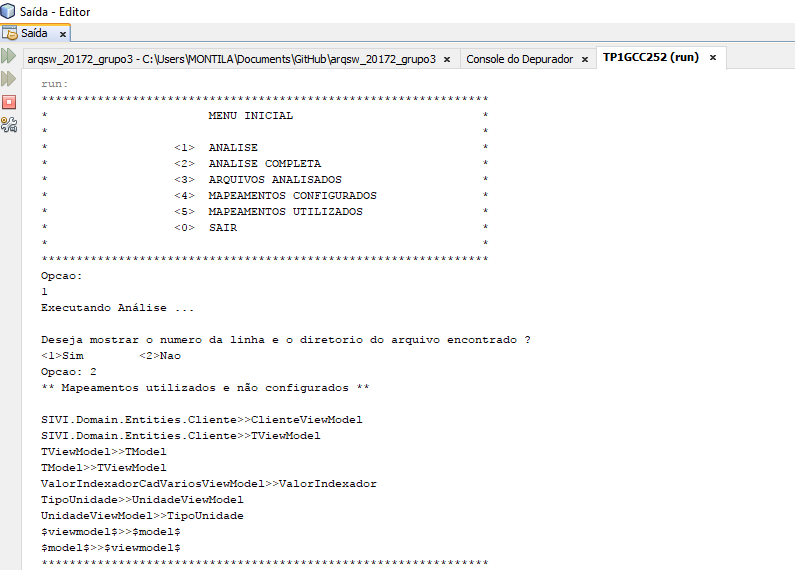 Saída - Editor
Saída x
arqsw_20172_grupo3 - C:\Users\MONTILA\Documents\GitHub\arqsw_20172_grupo3 x Console do Depurador x TP1GCC252 (run) x
run:
****************************************************************
* MENU INICIAL *
* *
* <1> ANALISE *
* <2> ANALISE COMPLETA *
* <3> ARQUIVOS ANALISADOS *
* <4> MAPEAMENTOS CONFIGURADOS *
* <5> MAPEAMENTOS UTILIZADOS *
* <0> SAIR *
* *
****************************************************************
Opcao:
1
Executando Análise ...
Deseja mostrar o numero da linha e o diretorio do arquivo encontrado ?
<1>Sim <2>Nao
Opcao: 2
** Mapeamentos utilizados e não configurados **
SIVI.Domain.Entities.Cliente>>ClienteViewModel
SIVI.Domain.Entities.Cliente>>TViewModel
TViewModel>>TModel
TModel>>TViewModel
ValorIndexadorCadVariosViewModel>>ValorIndexador
TipoUnidade>>UnidadeViewModel
UnidadeViewModel>>TipoUnidade
$viewmodel$>>$model$
$model$>>$viewmodel$
****************************************************************